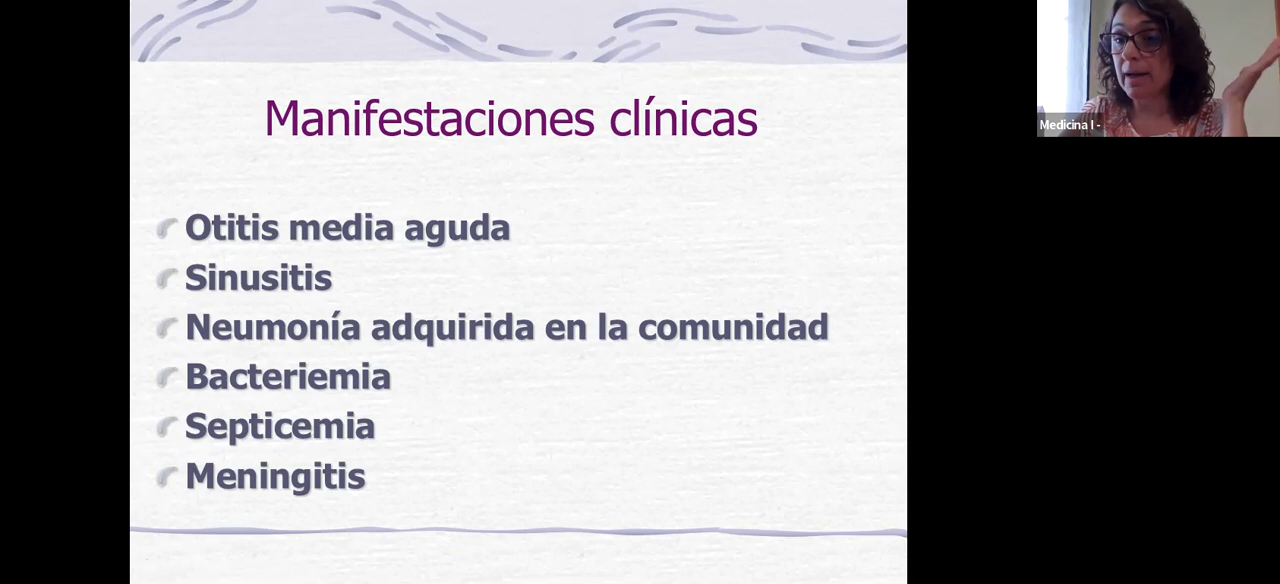 Manifestaciones clínicas
Otitis media aguda
Sinusitis
Neumonía adquirida en la comunidad
Bacteriemia
Septicemia
Meningitis
Medicina I -